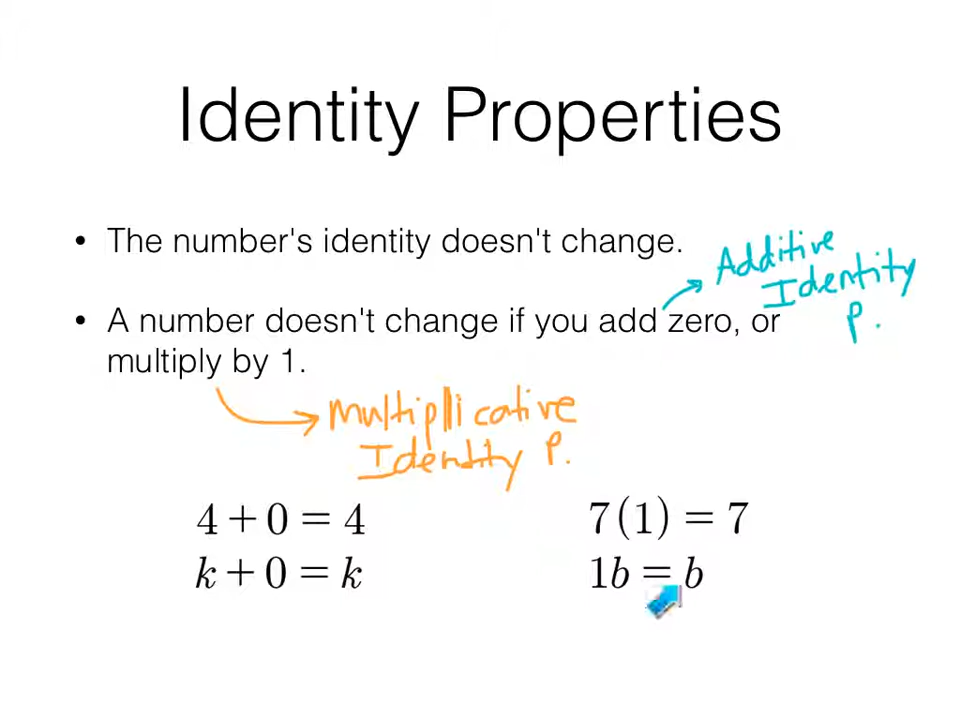 Identity Properties
• The number's identity doesn't change.
Additive
Identity
P.
• A number doesn't change if you add zero, or
multiply by 1.
Multiplicative
Identity P.
4 + 0 = 4
k + 0 = k
7(1) = 7
1b = b